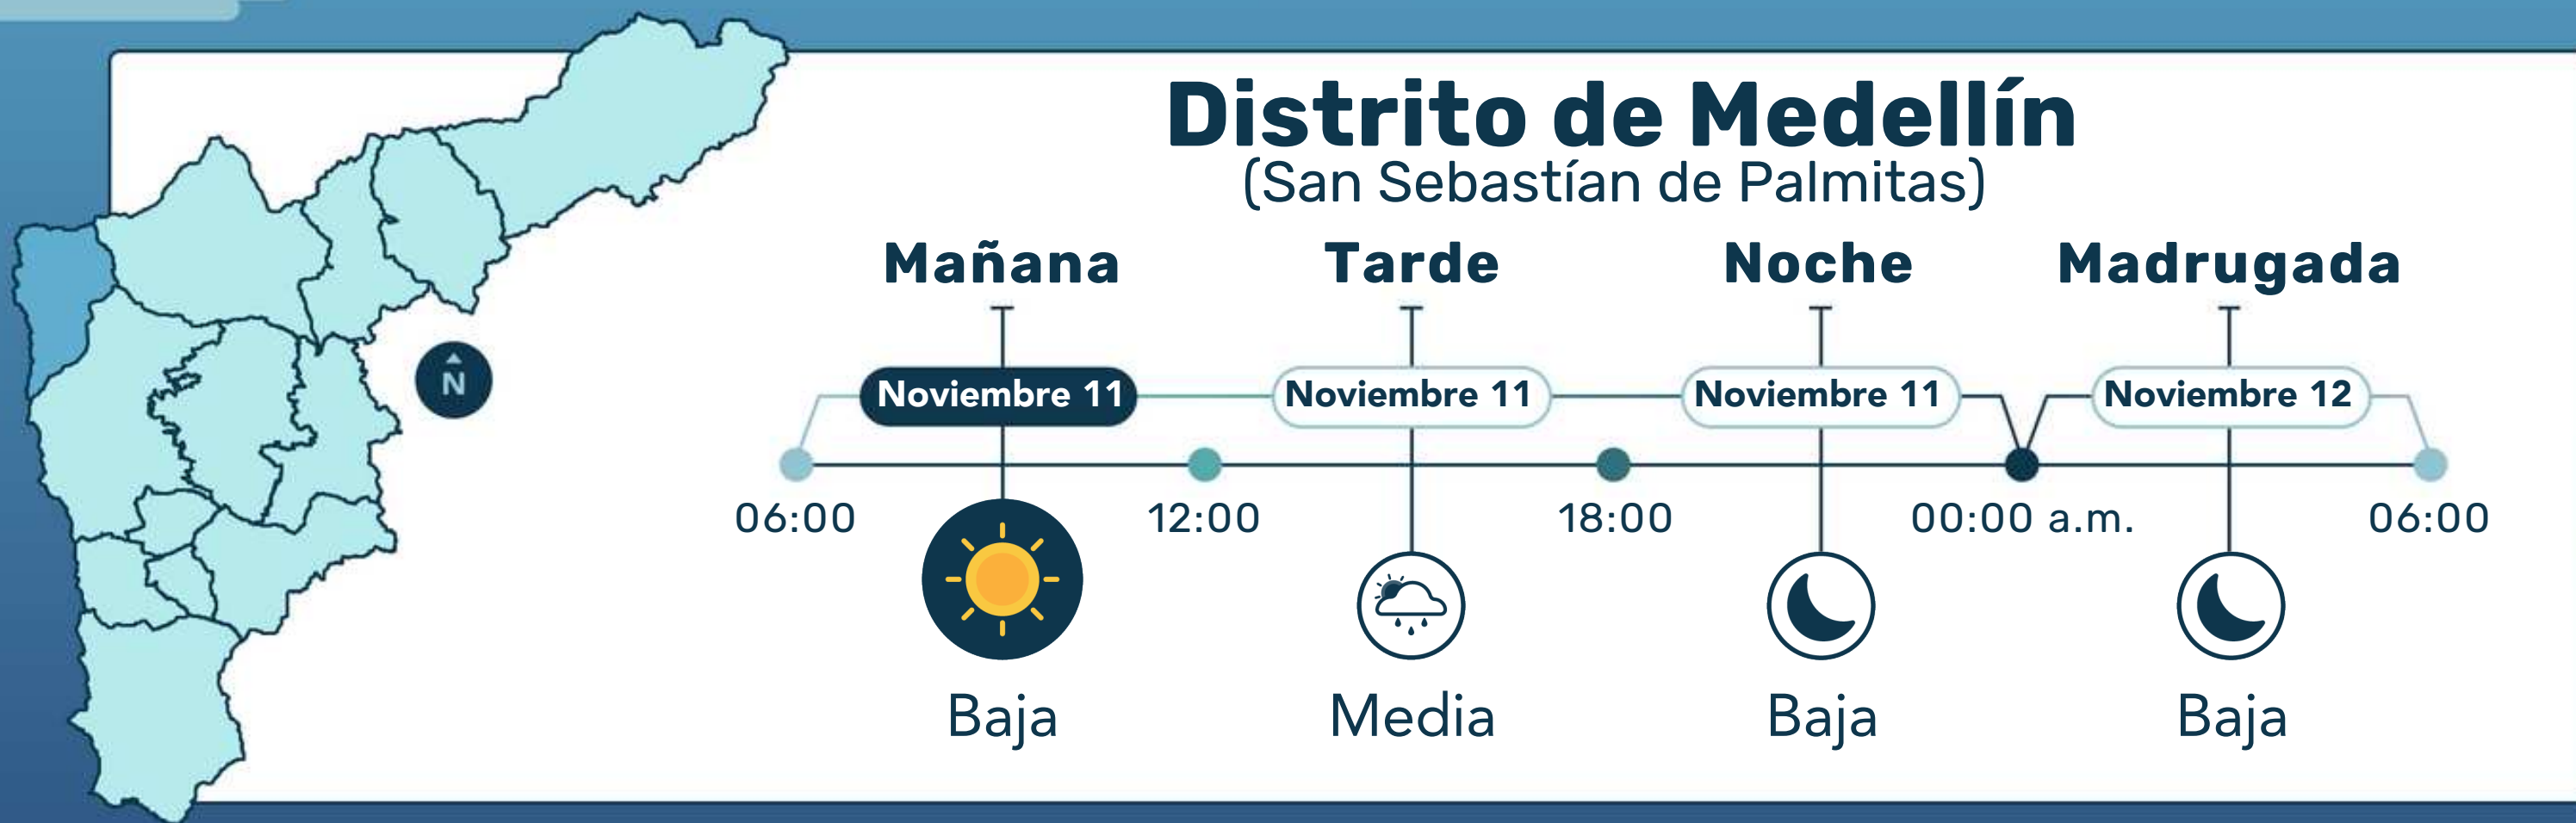 Distrito de Medellín
(San Sebastían de Palmitas)
Mañana Tarde Noche Madrugada
Noviembre 11 Noviembre 11 Noviembre 11 Noviembre 12
N
06:00 12:00 18:00 00:00 a.m. 06:00
Baja Media Baja Baja